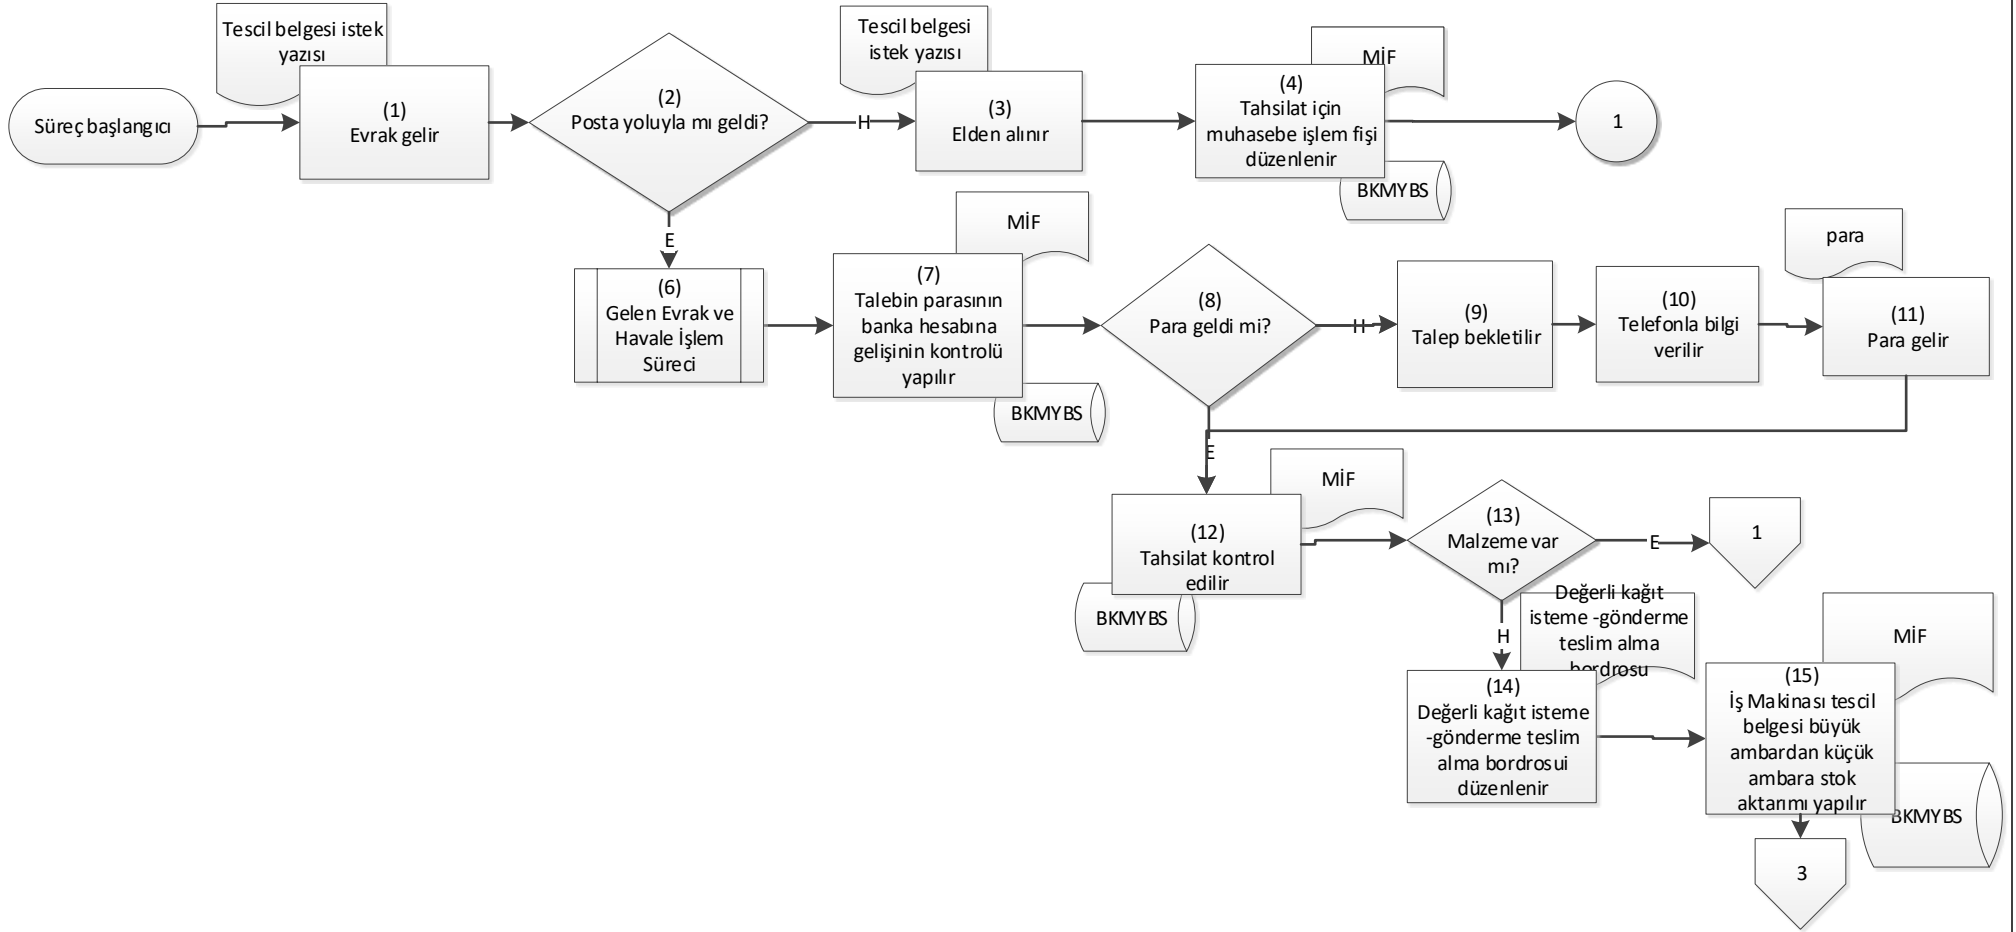 Süreç başlangıcı
Tescil belgesi istek
yazısı
(1)
Evrak gelir
(2)
Posta yoluyla mı geldi?
H
Tescil belgesi
istek yazısı
(3)
Elden alınır
MİF
(4)
Tahsilat için
muhasebe işlem fişi
düzenlenir
BKMYBS
1
E
(6)
Gelen Evrak ve
Havale İşlem
Süreci
MİF
(7)
Talebin parasının
banka hesabına
gelişinin kontrolü
yapılır
BKMYBS
(8)
Para geldi mi?
H
(9)
Talep bekletilir
(10)
Telefonla bilgi
verilir
para
(11)
Para gelir
E
MİF
(12)
Tahsilat kontrol
edilir
BKMYBS
(13)
Malzeme var
mı?
E
1
H
Değerli kağıt
isteme -gönderme
teslim alma
bordrosu
(14)
Değerli kağıt isteme
-gönderme teslim
alma bordrosui
düzenlenir
MİF
(15)
İş Makinası tescil
belgesi büyük
ambardan küçük
ambara stok
aktarımı yapılır
BKMYBS
3